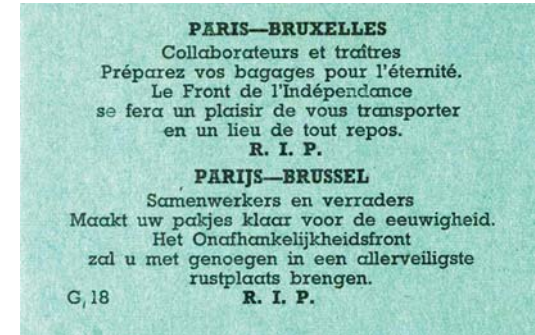 PARIS—BRUXELLES
Collaborateurs et traîtres
Préparez vos bagages pour l'éternité.
Le Front de l'Indépendance
se fera un plaisir de vous transporter
en un lieu de tout repos.
R. I. P.
PARIJS—BRUSSEL
Samenwerkers en verraders
Maakt uw pakjes klaar voor de eeuwigheid.
Het Onafhankelijkheidsfront
zal u met genoegen in een allerveiligste
rustplaats brengen.
G, 18 R. I. P.